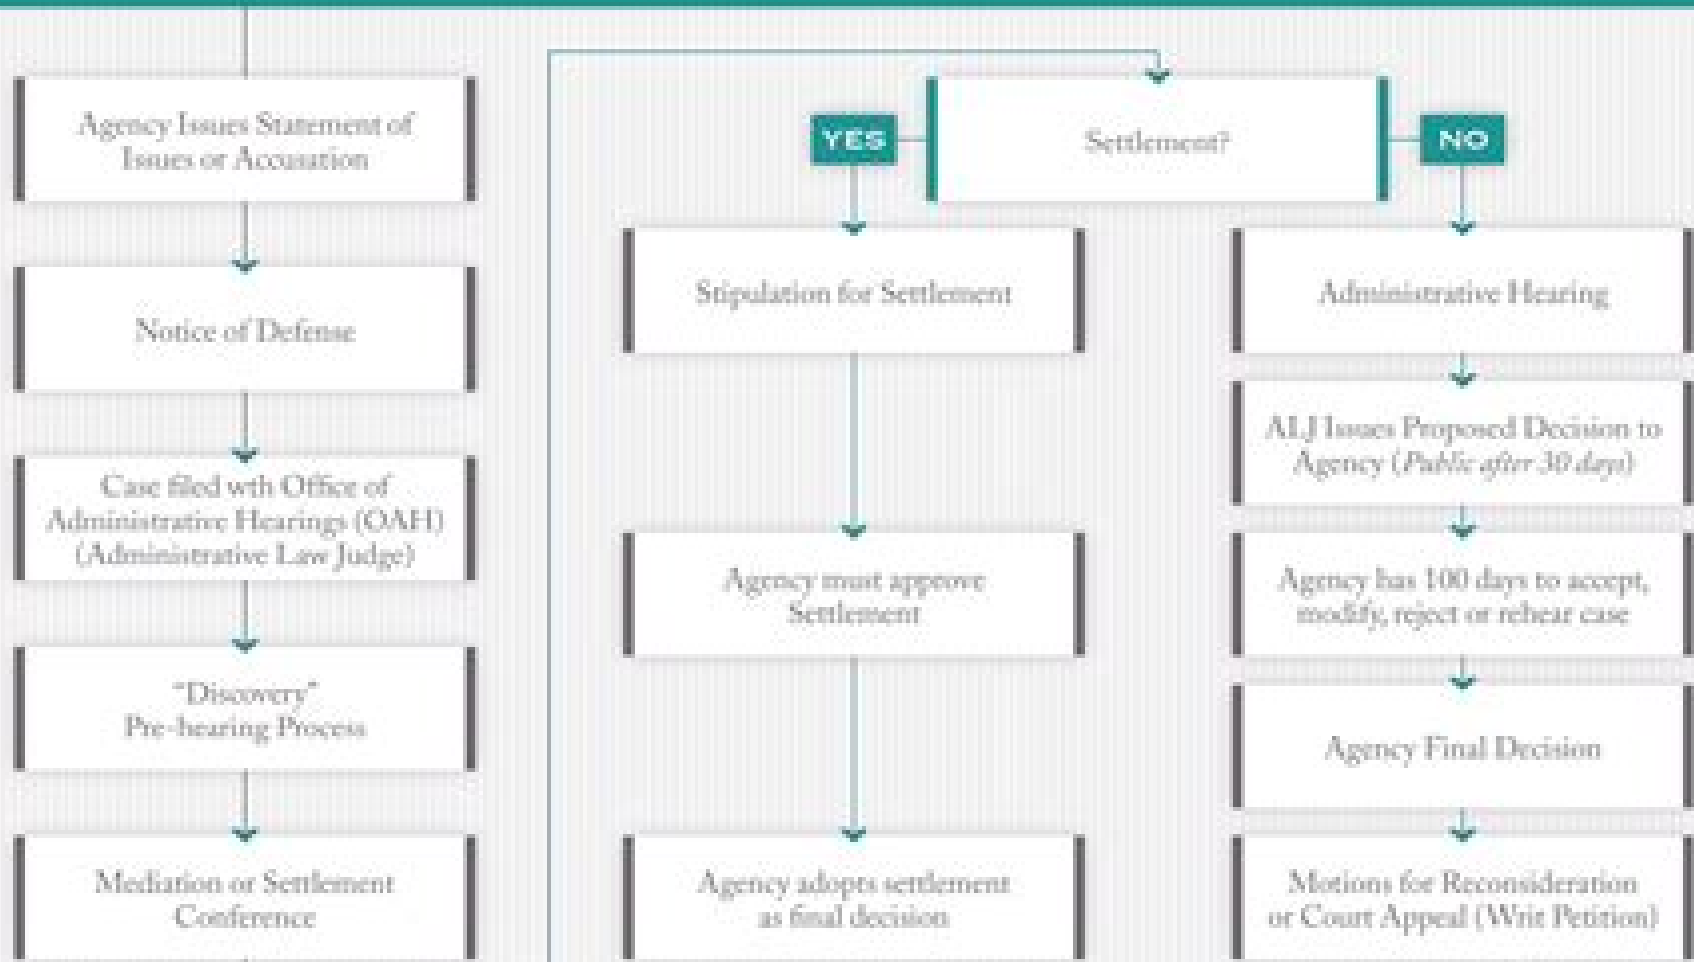 Agency Issues Statement of
Issues or Accusation
Notice of Defense
Case filed wth Office of
Administrative Hearings (OAH)
(Administrative Law Judge)
"Discovery"
Pre-hearing Process
Mediation or Settlement
Conference
Settlement?
YES
NO
Stipulation for Settlement
Agency must approve
Settlement
Agency adopts settlement
as final decision
Administrative Hearing
ALJ Issues Proposed Decision to
Agency (Public after 30 days)
Agency has 100 days to accept,
modify, reject or rehear case
Agency Final Decision
Motions for Reconsideration
or Court Appeal (Writ Petition)